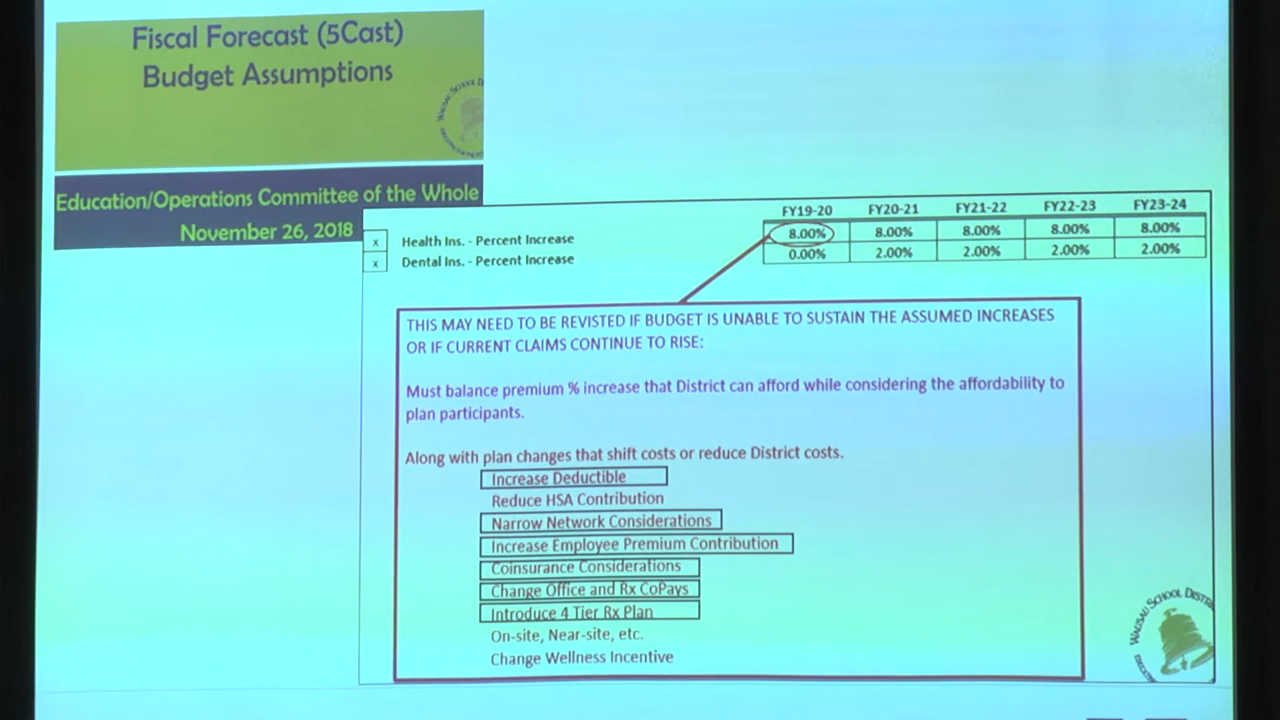 Fiscal Forecast (5Cast)
Budget Assumptions
Education/Operations Committee of the Whole
November 26, 2018
FY19-20 FY20-21 FY21-22 FY22-23 FY23-24
x Health Ins. - Percent Increase 8.00% 8.00% 8.00% 8.00% 8.00%
x Dental Ins. - Percent Increase 0.00% 2.00% 2.00% 2.00% 2.00%
THIS MAY NEED TO BE REVISTED IF BUDGET IS UNABLE TO SUSTAIN THE ASSUMED INCREASES
OR IF CURRENT CLAIMS CONTINUE TO RISE:
Must balance premium % increase that District can afford while considering the affordability to
plan participants.
Along with plan changes that shift costs or reduce District costs.
Increase Deductible
Reduce HSA Contribution
Narrow Network Considerations
Increase Employee Premium Contribution
Coinsurance Considerations
Change Office and Rx CoPays
Introduce 4 Tier Rx Plan
On-site, Near-site, etc.
Change Wellness Incentive
WAUSAU SCHOOL DISTRI